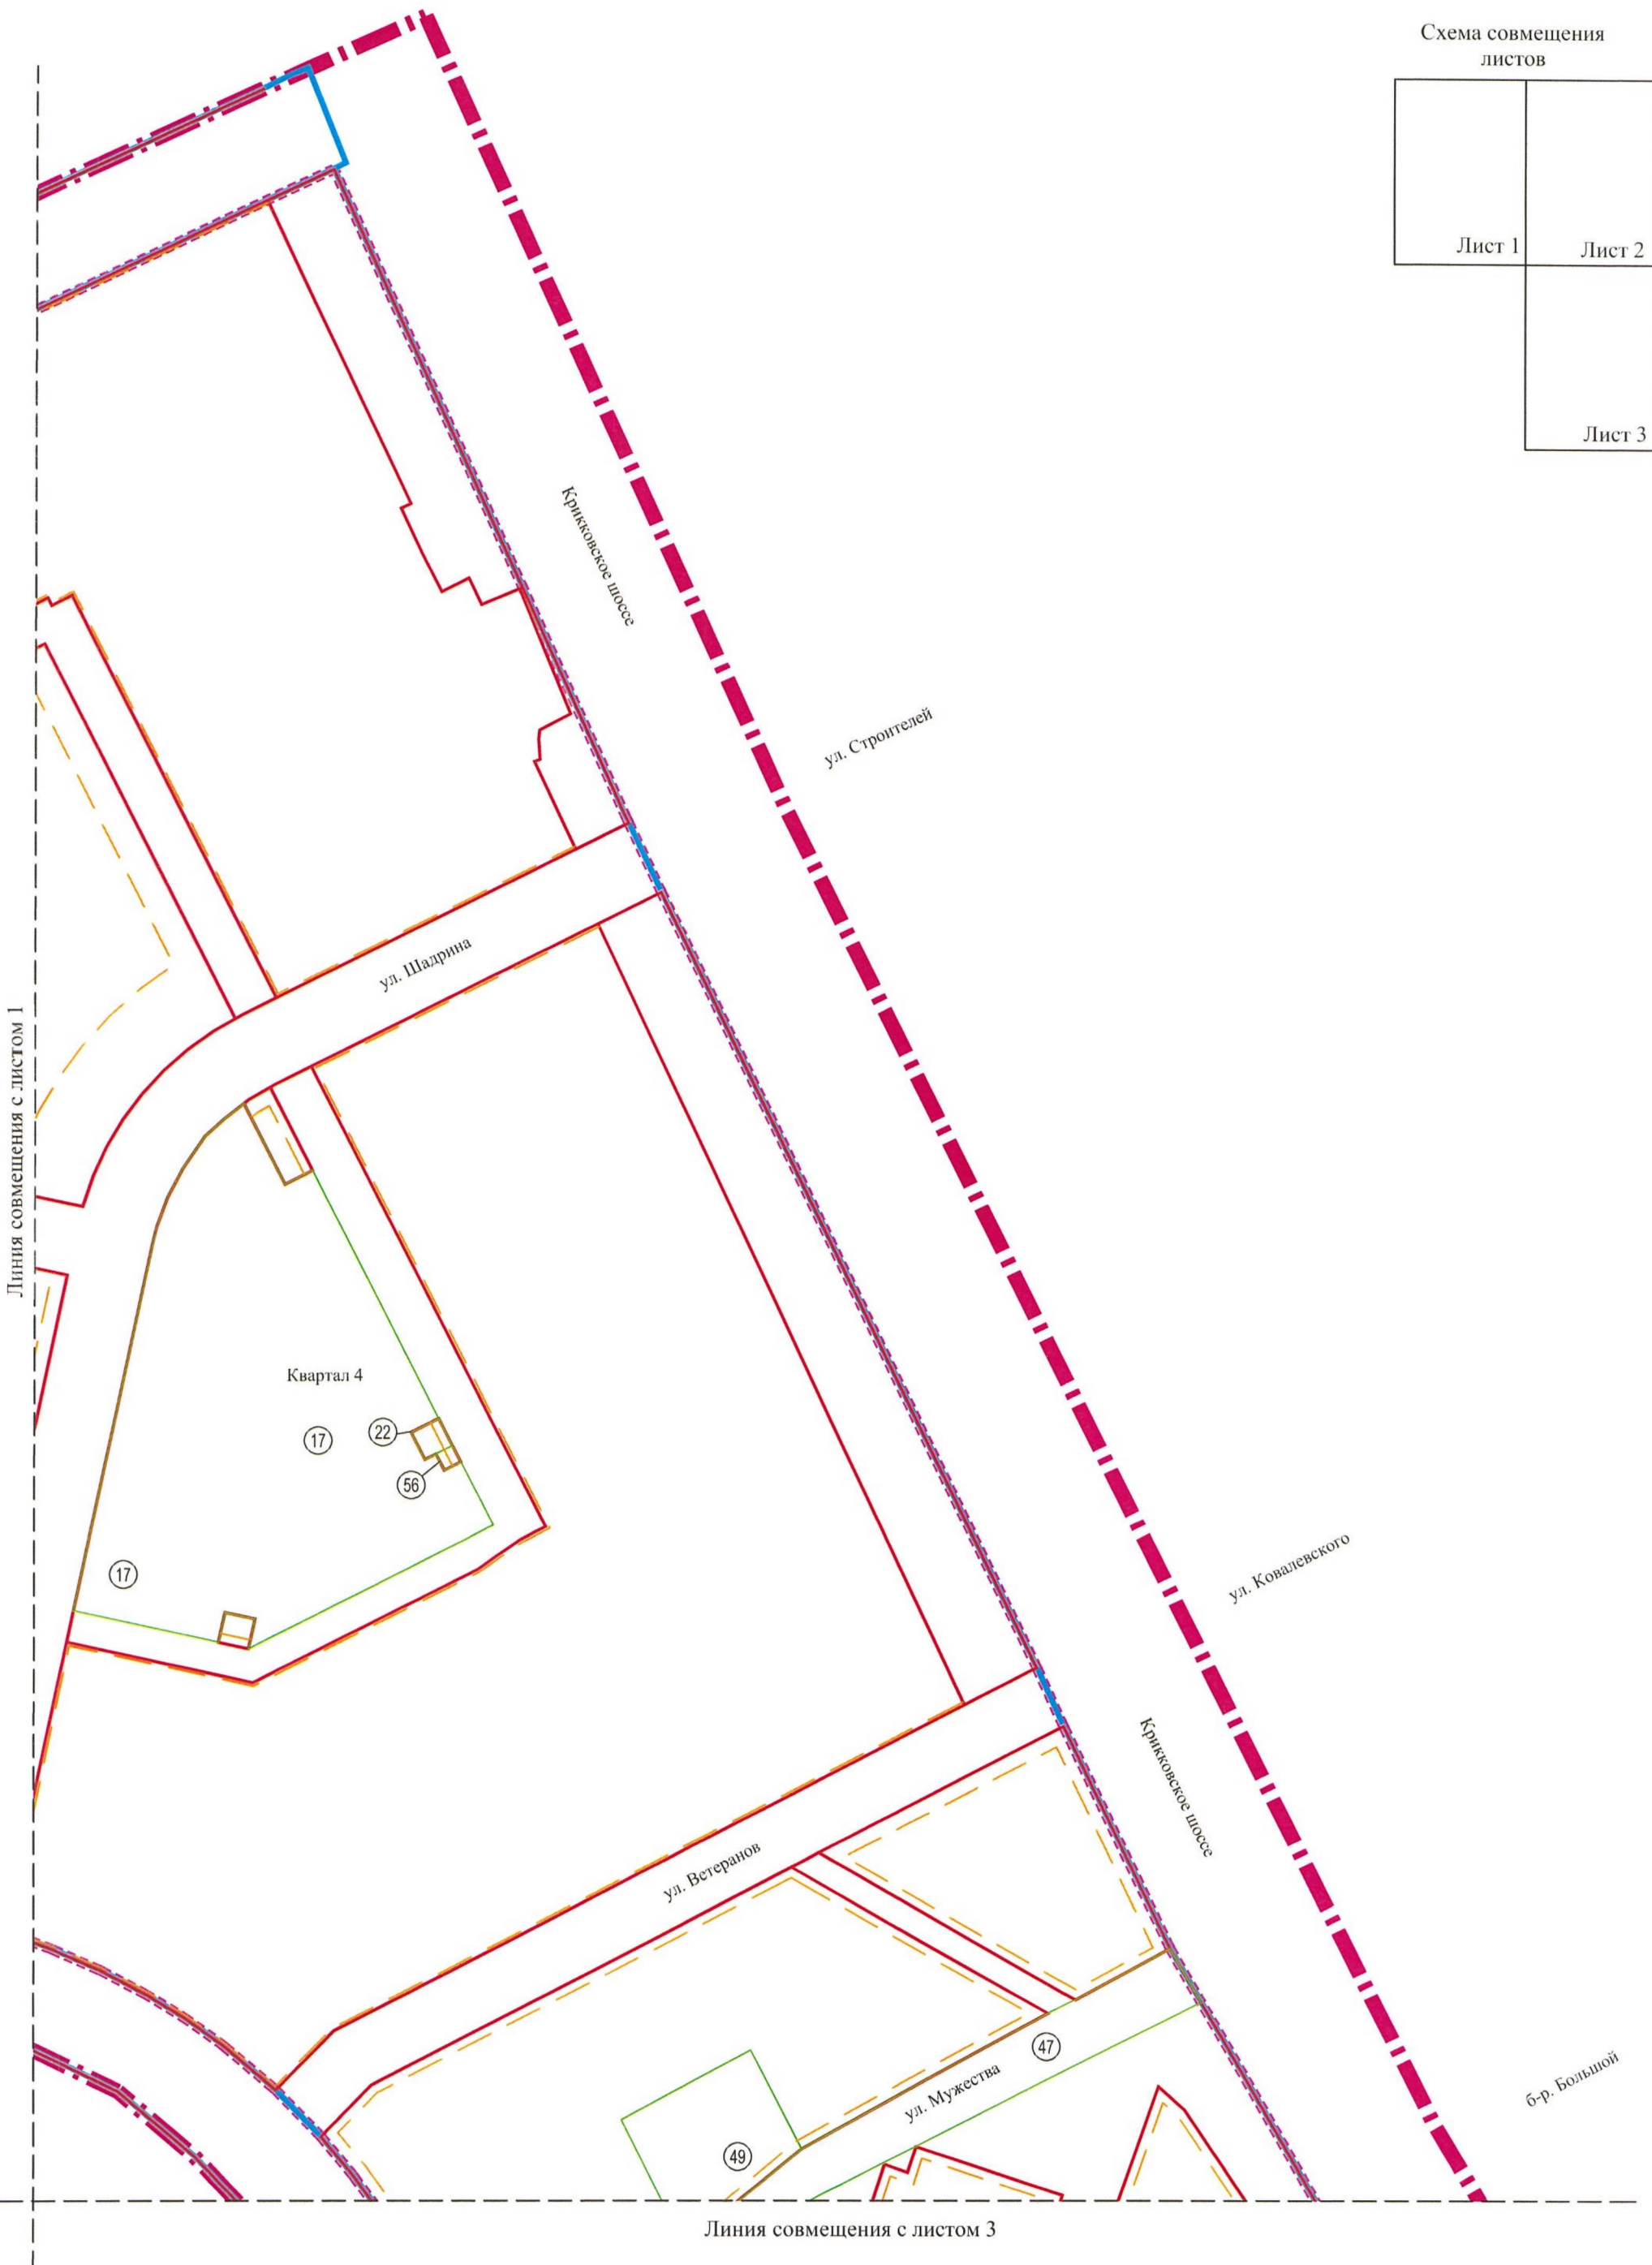 Схема совмещения
листов
Лист 1
Лист 2
Лист 3
Крикковское шоссе
ул. Строителей
ул. Шадрина
Линия совмещения с листом 1
Квартал 4
17
22
56
17
ул. Ковалевского
Крикковское шоссе
ул. Ветеранов
47
ул. Мужества
б-р. Большой
49
Линия совмещения с листом 3